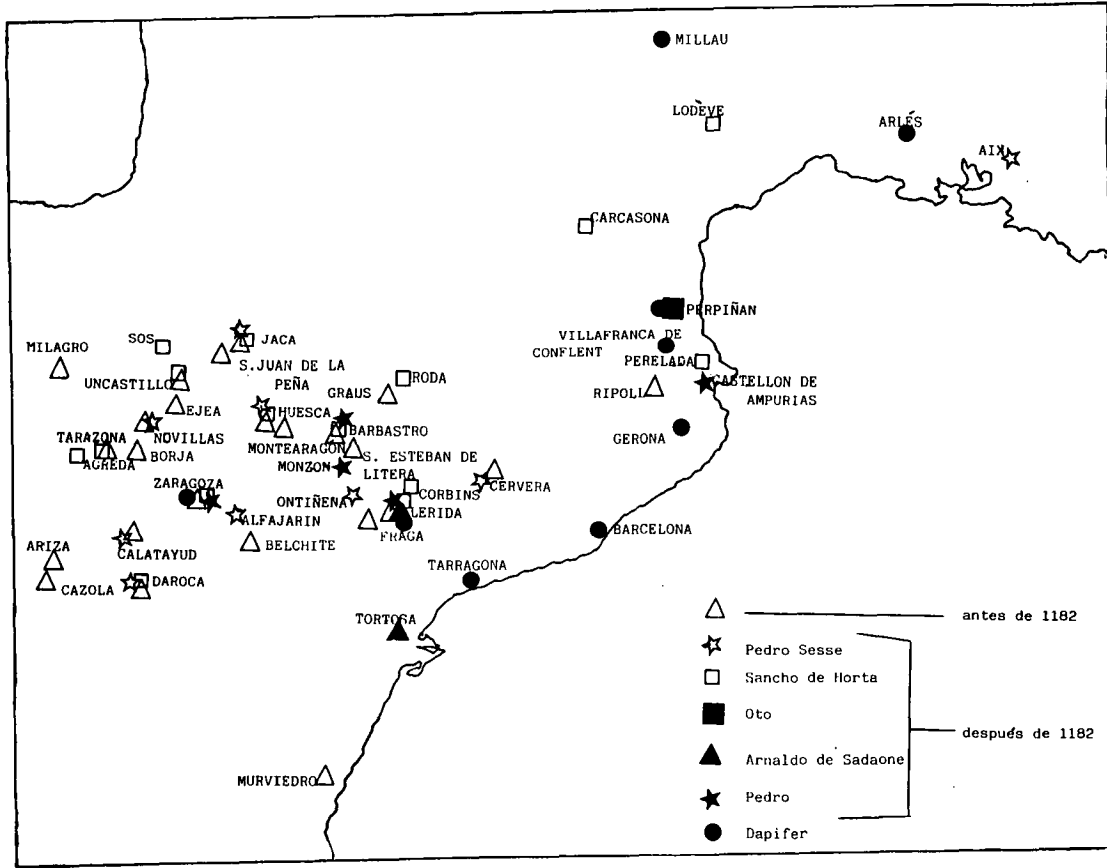 MILLAU
LODÈVE
ARLÉS
AIX
CARCASONA
PERPIÑAN
VILLAFRANCA DE
CONFLENT
PERELADA
CASTELLON DE
AMPURIAS
RIPOLI
GERONA
SOS
JACA
MILAGRO
S.JUAN DE LA
PEÑA
UNCASTILLO
RODA
GRAUS
EJEA
HUESCA
NOVILLAS
BARBASTRO
TARAZONA
MONTEARAGON
BORJA
AGREDA
S. ESTEBAN DE
LITERA
MONZON
CERVERA
ZARAGOZA
ONTIÑENA
CORBINS
LERIDA
ALFAJARIN
FRAGA
BARCELONA
BELCHITE
CALATAYUD
ARIZA
TARRAGONA
DAROCA
CAZOLA
TORTOSA
MURVIEDRO
antes de 1182
Pedro Sesse
Sancho de Horta
Oto
después de 1182
Arnaldo de Sadaone
Pedro
Dapifer